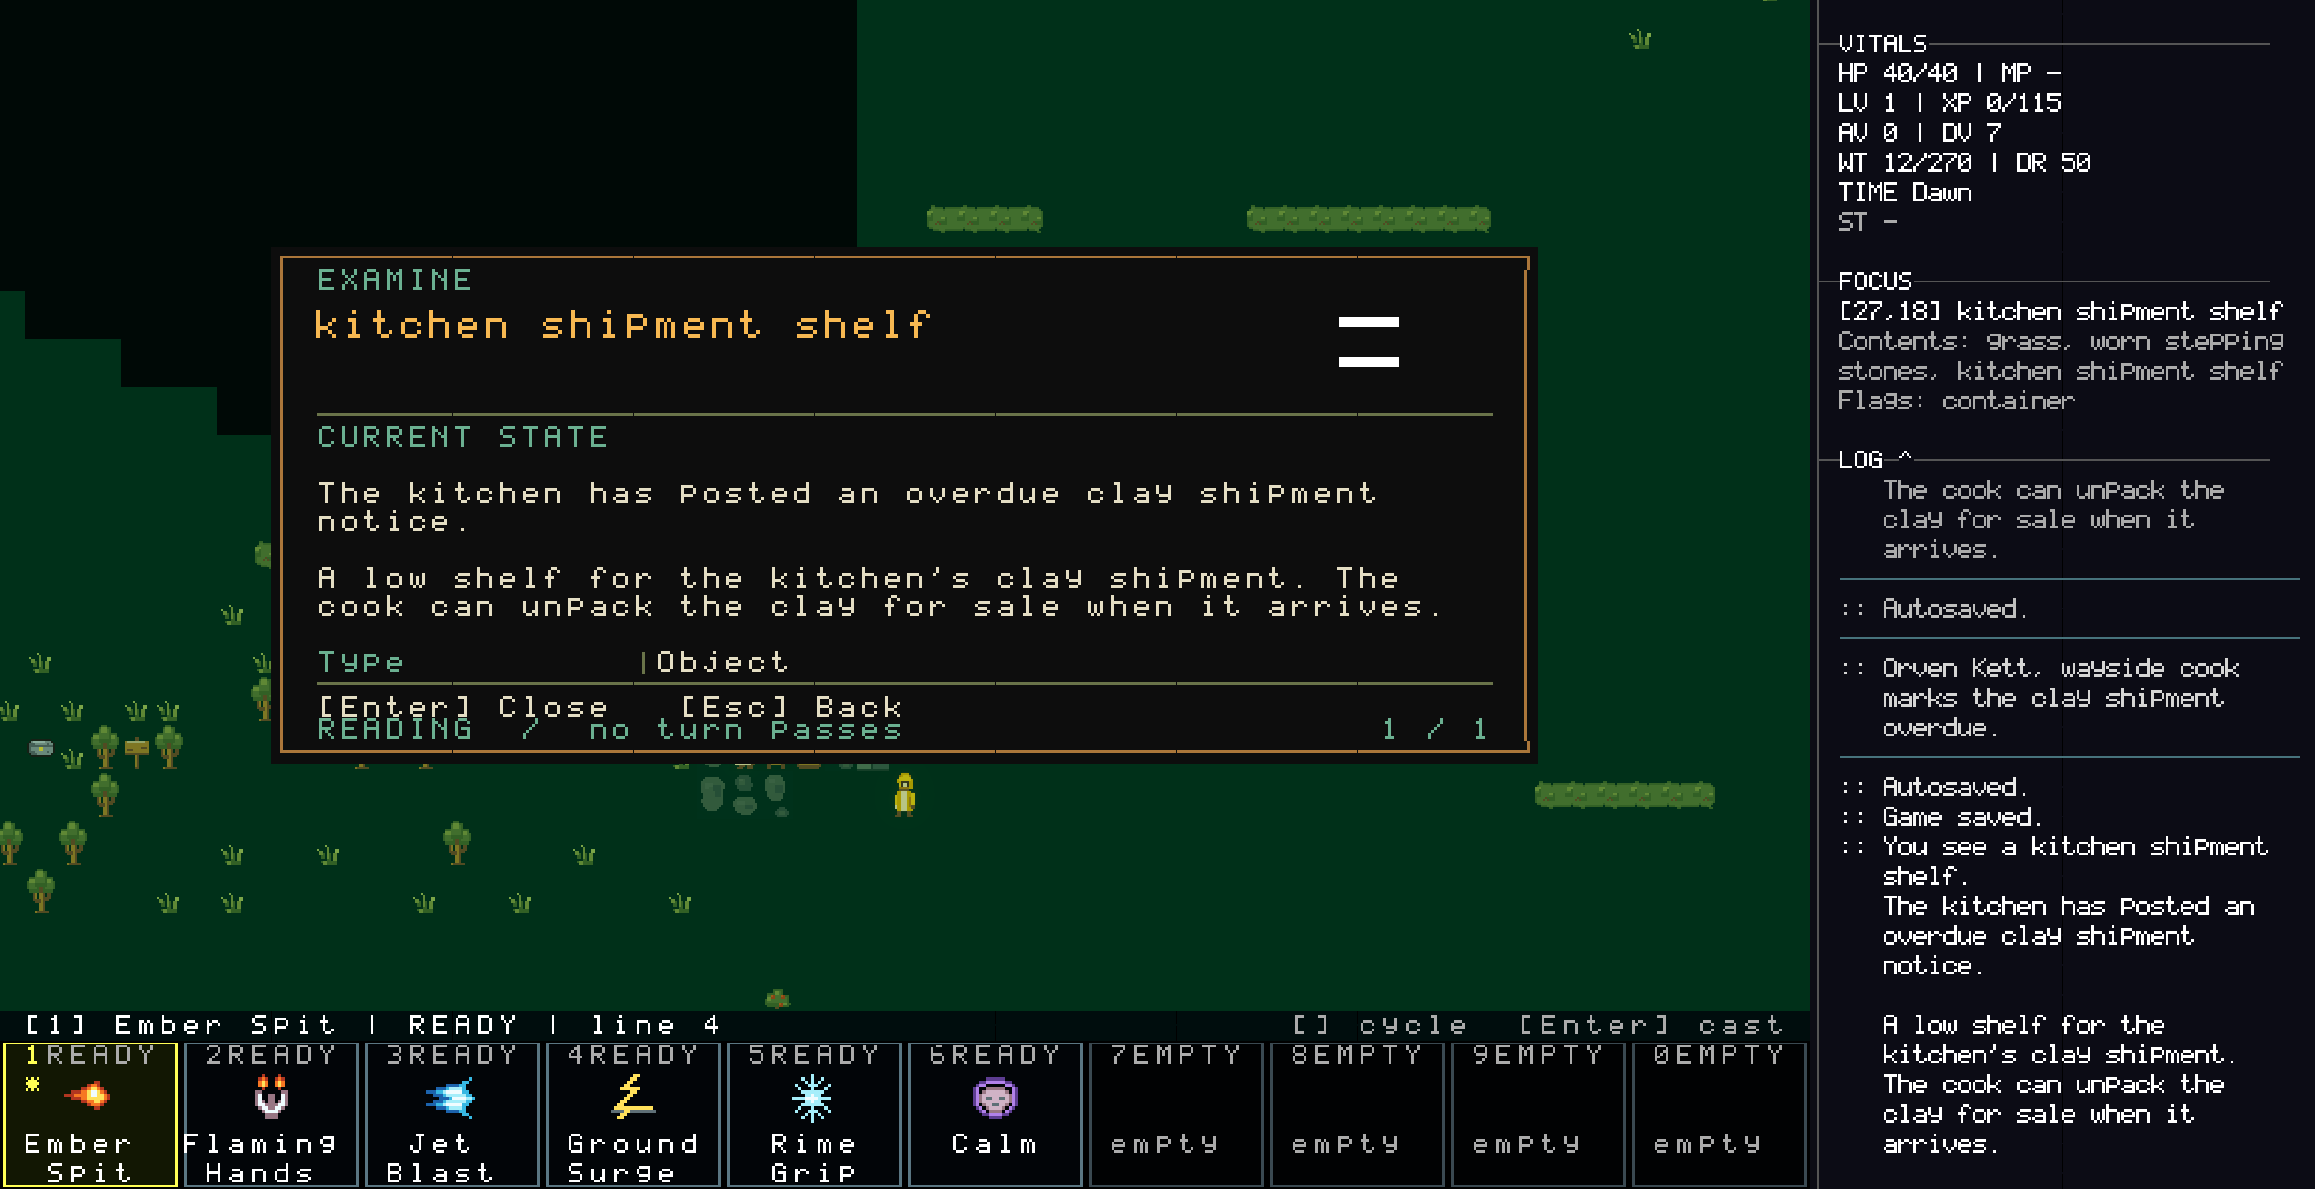 EXAMINE
kitchen shipment shelf
CURRENT STATE
The kitchen has posted an overdue clay shipment
notice.
A low shelf for the kitchen's clay shipment. The
cook can unpack the clay for sale when it arrives.
Type |Object
[Enter] Close [Esc] Back
READING / no turn passes 1 / 1
[1] Ember Spit | READY | line 4 [] cycle [Enter] cast
1READY 2READY 3READY 4READY 5READY 6READY 7EMPTY 8EMPTY 9EMPTY 0EMPTY
Ember Flaming Jet Ground Rime Calm empty empty empty empty
Spit Hands Blast Surge Grip
VITALS
HP 40/40 | MP -
LV 1 | XP 0/115
AV 0 | DV 7
WT 12/270 | DR 50
TIME Dawn
ST -
FOCUS
[27,18] kitchen shipment shelf
Contents: grass, worn stepping
stones, kitchen shipment shelf
Flags: container
LOG ^
The cook can unpack the
clay for sale when it
arrives.
:: Autosaved.
:: Orven Kett, wayside cook
marks the clay shipment
overdue.
:: Autosaved.
:: Game saved.
:: You see a kitchen shipment
shelf.
The kitchen has posted an
overdue clay shipment
notice.
A low shelf for the
kitchen's clay shipment.
The cook can unpack the
clay for sale when it
arrives.